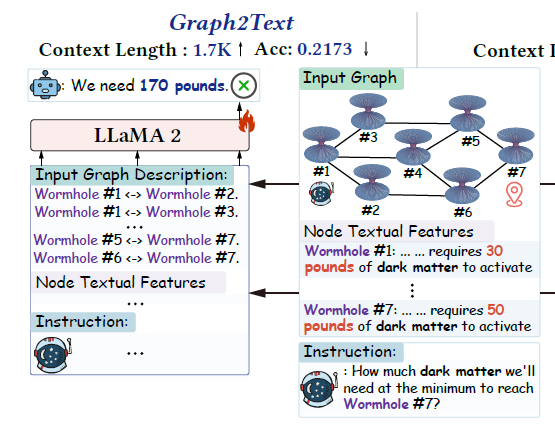 Graph2Text
Context Length : 1.7K ↑ Acc: 0.2173 ↓
Context
: We need 170 pounds.
LLaMA 2
Input Graph Description:
Wormhole #1 <-> Wormhole #2.
Wormhole #1 <-> Wormhole #3.
...
Wormhole #5 <-> Wormhole #7.
Wormhole #6 <-> Wormhole #7.
Node Textual Features
...
Instruction:
...
Input Graph
#3
#5
#1
#4
#7
#2
#6
Node Textual Features
Wormhole #1: ... ... requires 30
pounds of dark matter to activate
⋮
Wormhole #7: ... ... requires 50
pounds of dark matter to activate
Instruction:
: How much dark matter we'll
need at the minimum to reach
Wormhole #7?